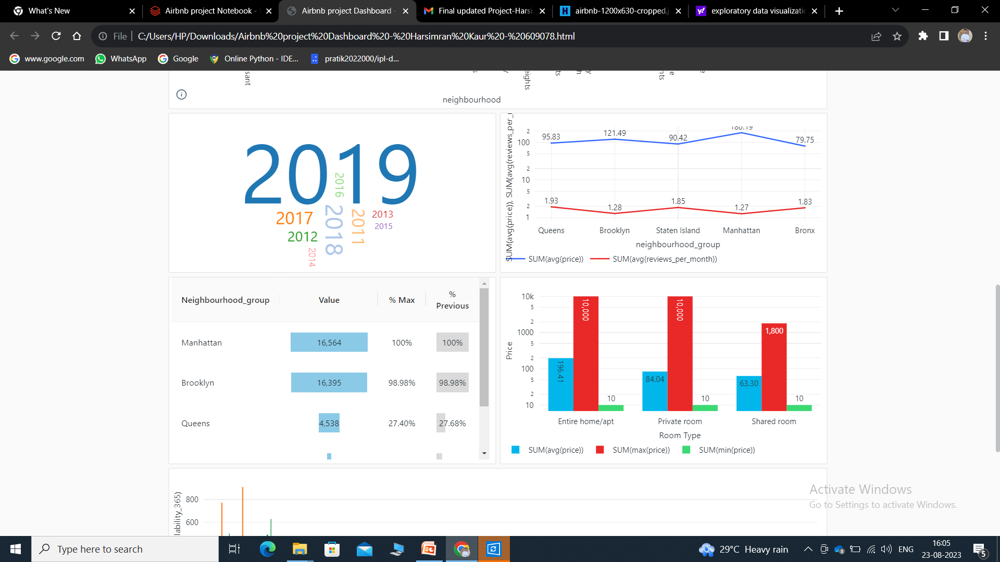 What's New
Airbnb project Notebook -
Airbnb project Dashboard -
Final updated Project-Harsi
airbnb-1200x630-cropped.j
exploratory data visualizatio
File
C:/Users/HP/Downloads/Airbnb%20project%20Dashboard%20-%20Harsimran%20Kaur%20-%20609078.html
www.google.com
WhatsApp
Google
Online Python - IDE...
pratik2022000/ipl-d...
sant
eights
ts
nts
neighbourhood
2019
2016
2017
2018
2011
2013
2015
2012
2014
SUM(avg(price)), SUM(avg(reviews_per_
2
100
5
2
10
5
2
1
95.83
121.49
90.42
180.19
79.75
1.93
1.28
1.85
1.27
1.83
Queens
Brooklyn
Staten Island
Manhattan
Bronx
neighbourhood_group
SUM(avg(price))
SUM(avg(reviews_per_month))
Neighbourhood_group
Value
% Max
%
Previous
Manhattan
16,564
100%
100%
Brooklyn
16,395
98.98%
98.98%
Queens
4,538
27.40%
27.68%
Price
10k
5
2
1000
5
2
100
5
2
10
196.41
10,000
10
84.04
10,000
10
63.30
1,800
10
Entire home/apt
Private room
Shared room
Room Type
SUM(avg(price))
SUM(max(price))
SUM(min(price))
lability_365)
800
600
Activate Windows
Go to Settings to activate Windows.
Type here to search
29°C Heavy rain
ENG
16:05
23-08-2023
5